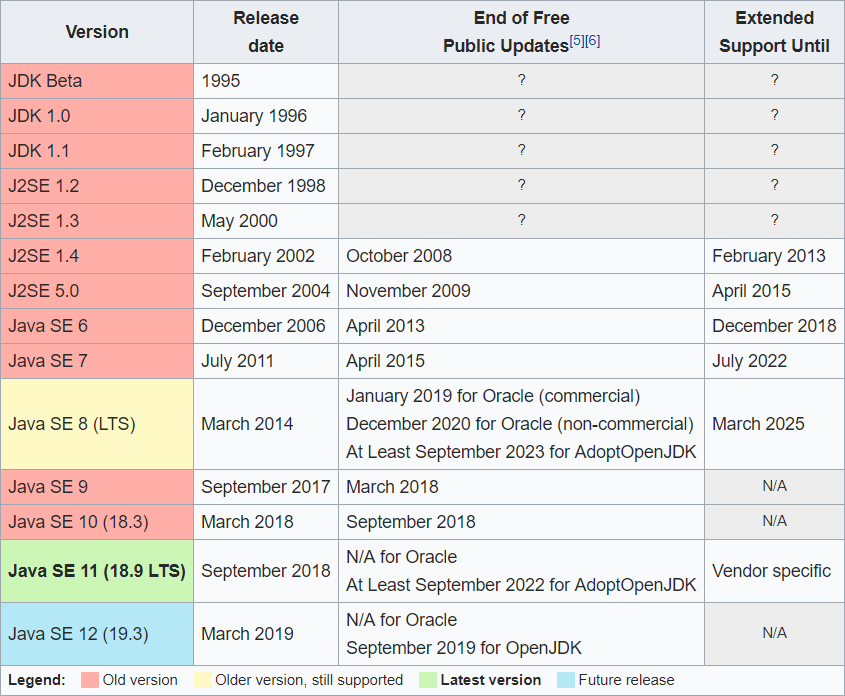 Version Release date End of Free Public Updates[5][6] Extended Support Until
JDK Beta 1995 ? ?
JDK 1.0 January 1996 ? ?
JDK 1.1 February 1997 ? ?
J2SE 1.2 December 1998 ? ?
J2SE 1.3 May 2000 ? ?
J2SE 1.4 February 2002 October 2008 February 2013
J2SE 5.0 September 2004 November 2009 April 2015
Java SE 6 December 2006 April 2013 December 2018
Java SE 7 July 2011 April 2015 July 2022
Java SE 8 (LTS) March 2014 January 2019 for Oracle (commercial)
December 2020 for Oracle (non-commercial)
At Least September 2023 for AdoptOpenJDK March 2025
Java SE 9 September 2017 March 2018 N/A
Java SE 10 (18.3) March 2018 September 2018 N/A
Java SE 11 (18.9 LTS) September 2018 N/A for Oracle
At Least September 2022 for AdoptOpenJDK Vendor specific
Java SE 12 (19.3) March 2019 N/A for Oracle
September 2019 for OpenJDK N/A
Legend: Old version Older version, still supported Latest version Future release